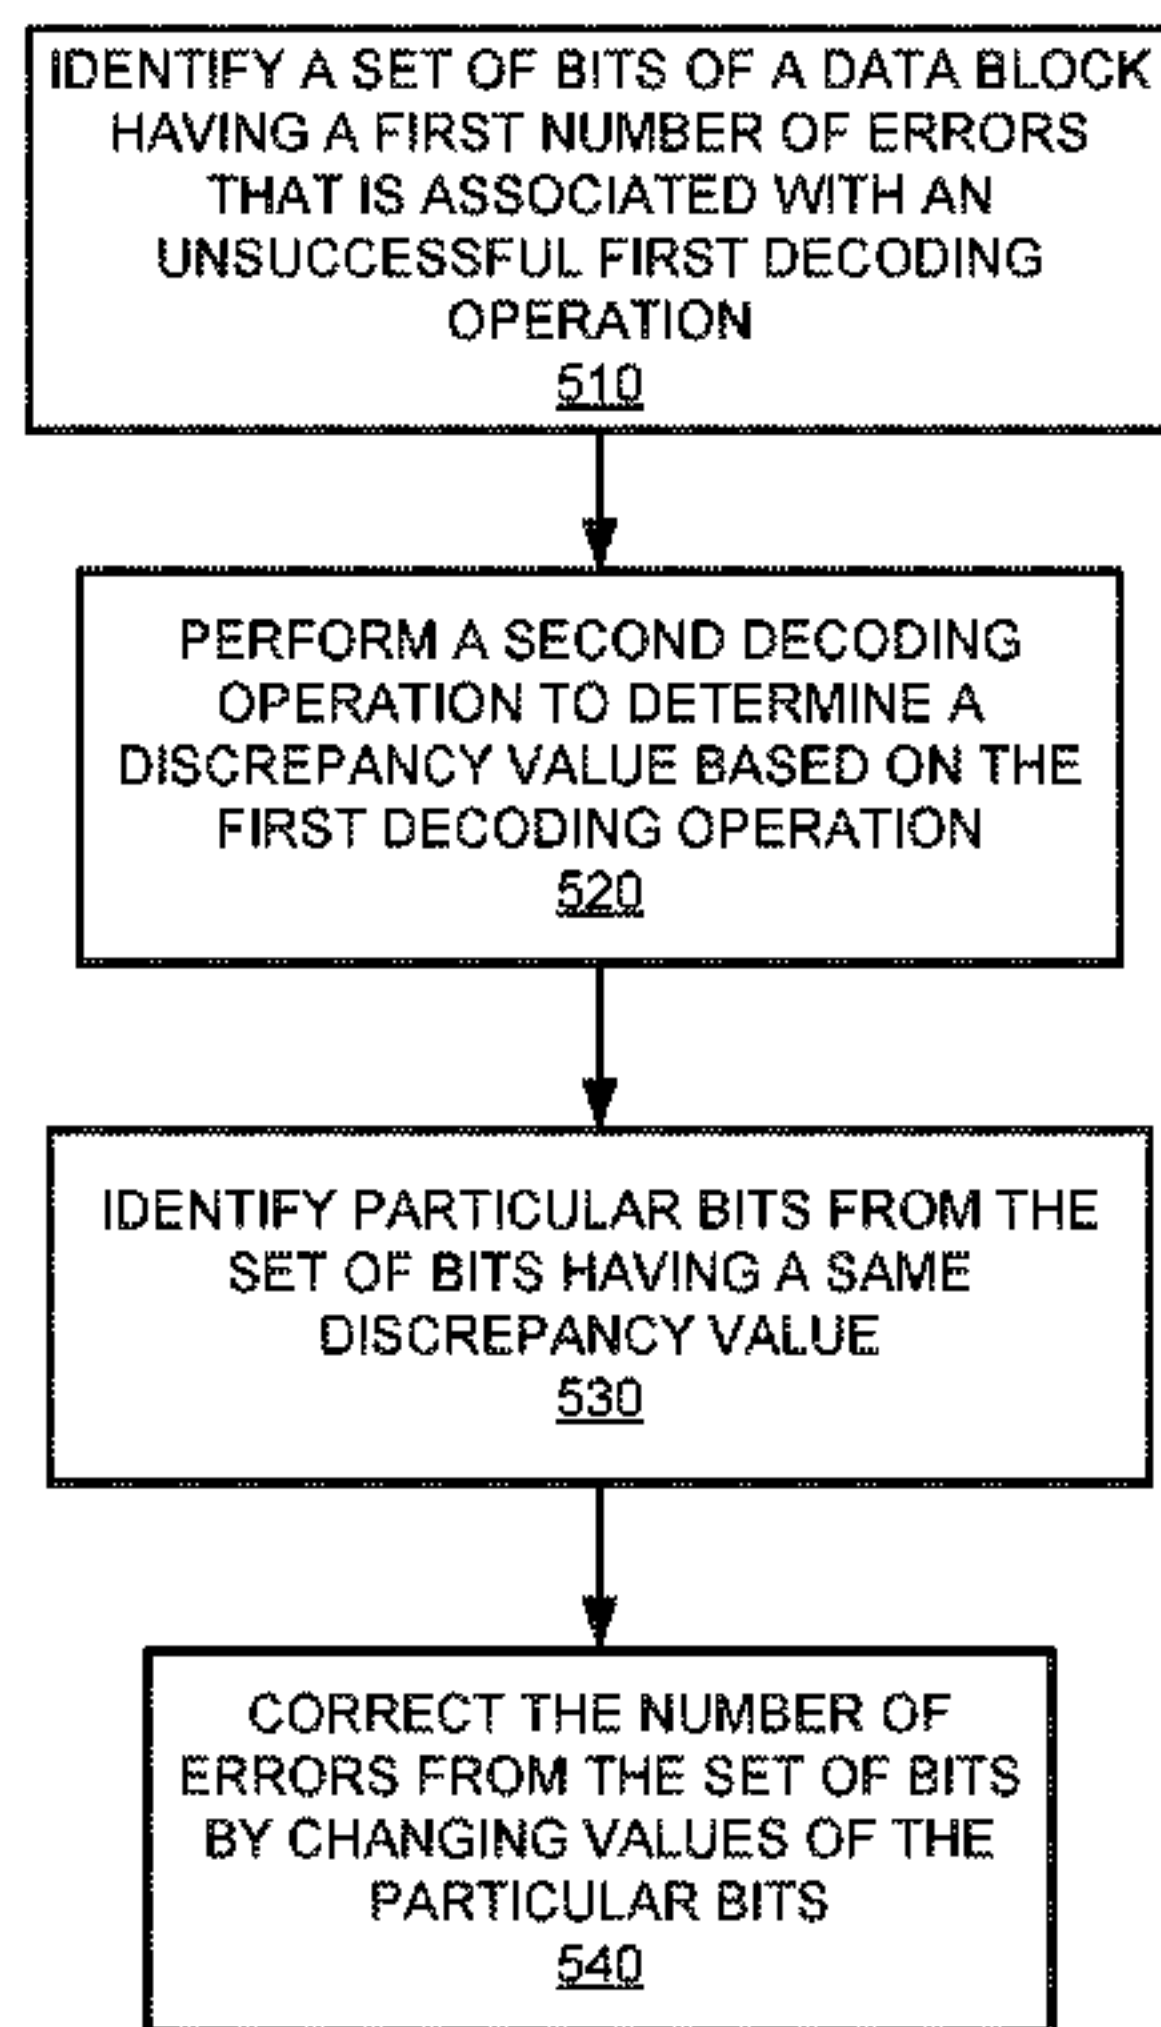 IDENTIFY A SET OF BITS OF A DATA BLOCK
HAVING A FIRST NUMBER OF ERRORS
THAT IS ASSOCIATED WITH AN
UNSUCCESSFUL FIRST DECODING
OPERATION
510
PERFORM A SECOND DECODING
OPERATION TO DETERMINE A
DISCREPANCY VALUE BASED ON THE
FIRST DECODING OPERATION
520
IDENTIFY PARTICULAR BITS FROM THE
SET OF BITS HAVING A SAME
DISCREPANCY VALUE
530
CORRECT THE NUMBER OF
ERRORS FROM THE SET OF BITS
BY CHANGING VALUES OF THE
PARTICULAR BITS
540